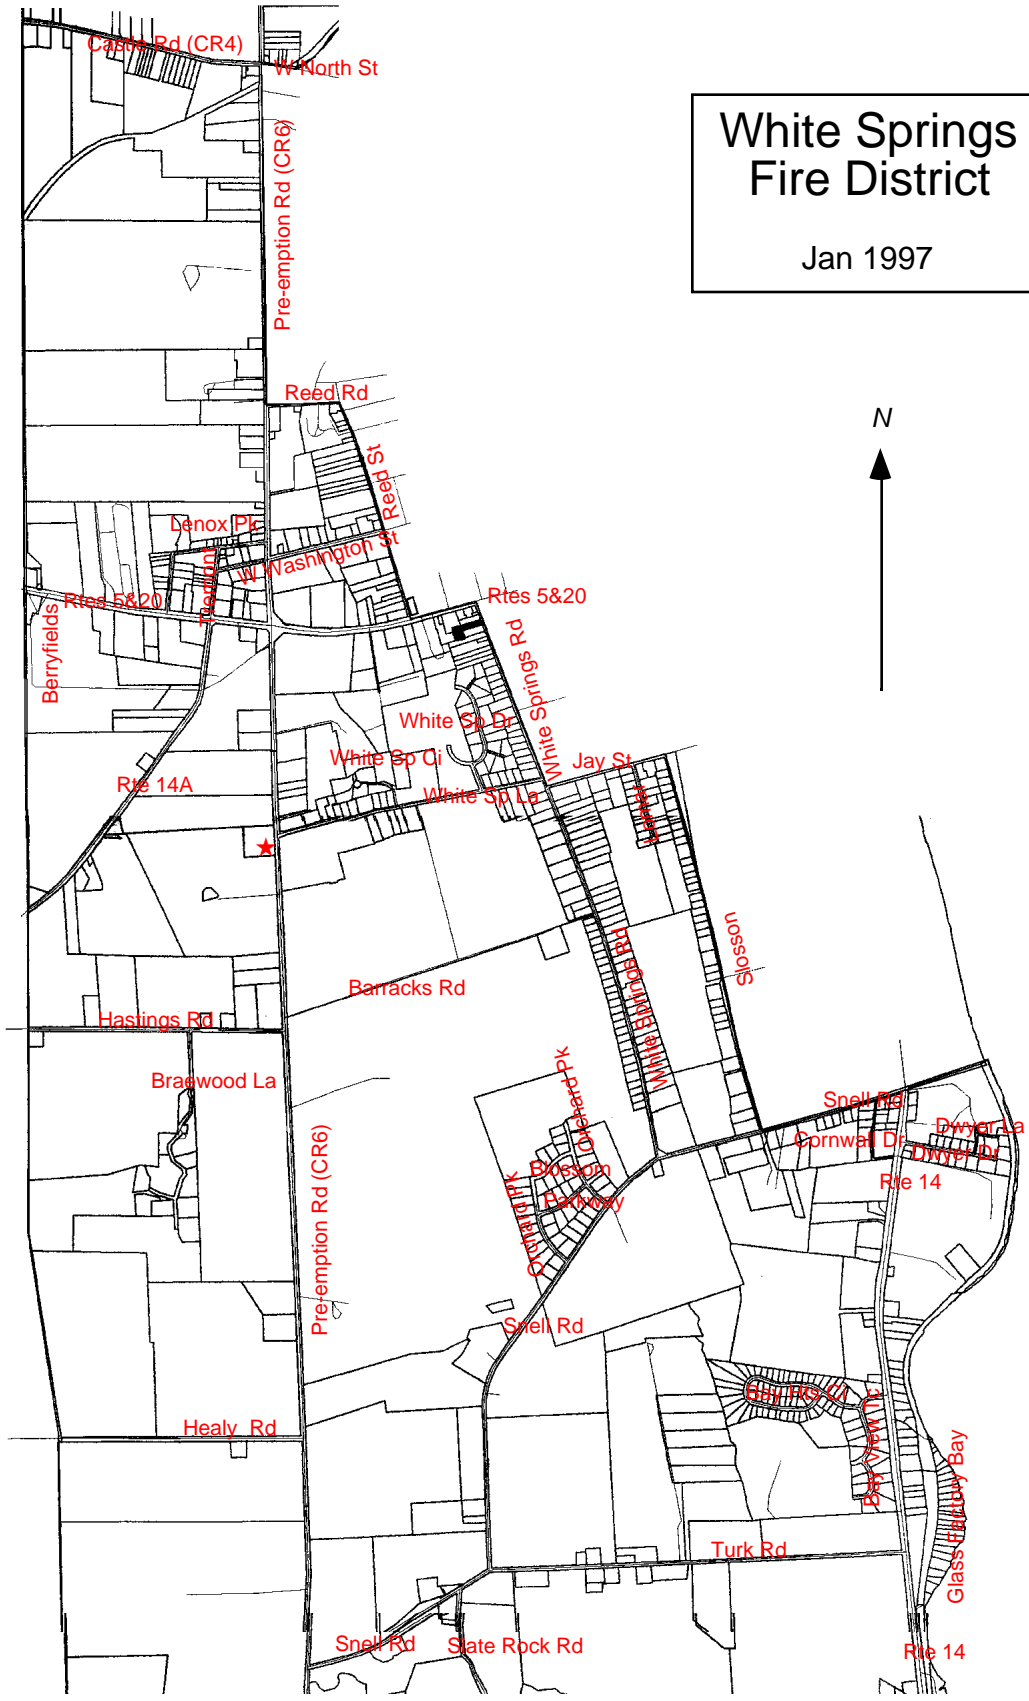 Castle Rd (CR4)
W North St
White Springs
Fire District
Jan 1997
Pre-emption Rd (CR6)
Reed Rd
N
Reed St
Lenox Pk
W Washington St
Tremont
Rtes 5&20
Rtes 5&20
Berryfields
White Springs Rd
White Sp Dr
White Sp Ci
Jay St
Rte 14A
White Sp La
Slosson
White Springs Rd
Barracks Rd
Hastings Rd
Braewood La
Orchard Pk
Snell Rd
Dwyer La
Cornwall Dr
Dwyer Dr
Blossom
Rte 14
Parkway
Orchard Pk
Pre-emption Rd (CR6)
Snell Rd
Bay Hts Ci
Bay View Tc
Healy Rd
Glass Factory Bay
Turk Rd
Snell Rd
Slate Rock Rd
Rte 14